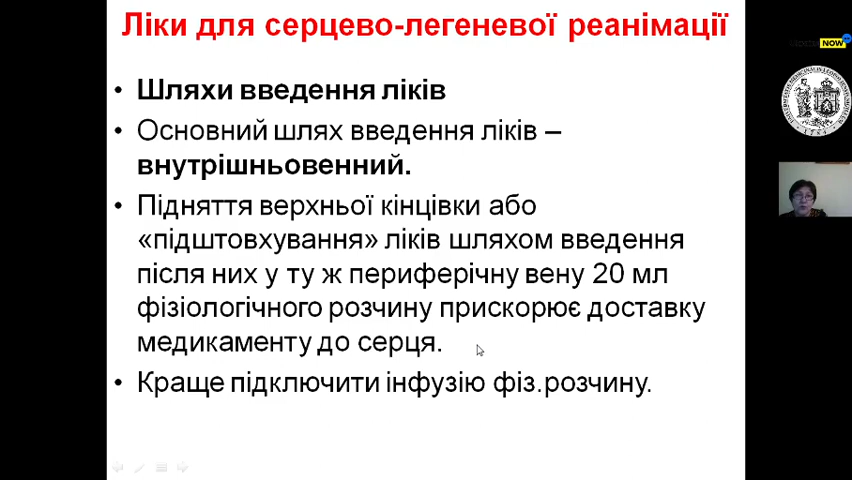 Ліки для серцево-легеневої реанімації
• Шляхи введення ліків
• Основний шлях введення ліків –
внутрішньовенний.
• Підняття верхньої кінцівки або
«підштовхування» ліків шляхом введення
після них у ту ж периферічну вену 20 мл
фізіологічного розчину прискорює доставку
медикаменту до серця.
• Краще підключити інфузію фіз.розчину.
NOW
1784